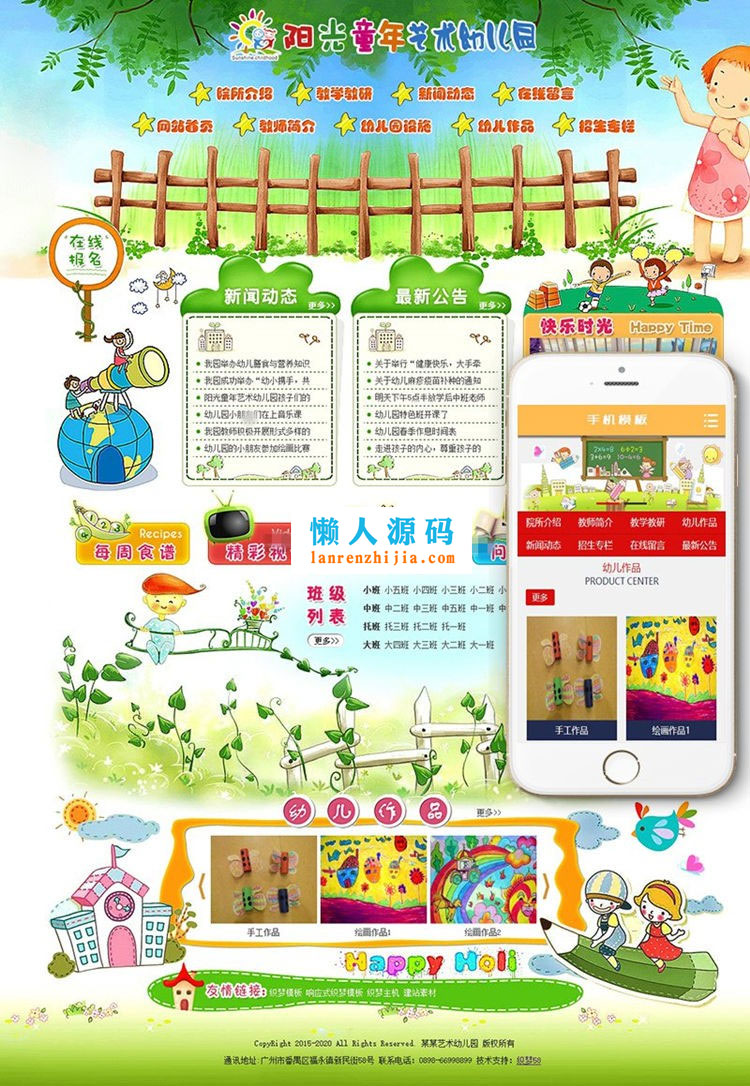 阳光童年艺术幼儿园
Sunshine childhood
院所介绍 教学教研 新闻动态 在线留言
网站首页 教师简介 幼儿园设施 幼儿作品 招生专栏
在线
报名
新闻动态 更多>>
我园举办幼儿膳食与营养知识
我园成功举办“幼小携手，共
阳光童年艺术幼儿园孩子们的
幼儿园小朋友们在上音乐课
我园教师积极开展形式多样的
幼儿园的小朋友参加绘画比赛
最新公告 更多>>
关于举行“健康快乐，大手牵
关于幼儿麻疹疫苗补种的通知
明天下午5点半放学后中班老师
幼儿园特色班开课了
幼儿园春季作息时间表
走进孩子的内心，尊重孩子的
快乐时光 Happy Time
手机模板
2×4=8 6÷2=3
3+6=9 10-4=6
院所介绍 教师简介 教学教研 幼儿作品
新闻动态 招生专栏 在线留言 最新公告
幼儿作品
PRODUCT CENTER
更多
手工作品 绘画作品1
1 2 3 4
Recipes
每周食谱
Vid
精彩视
懒人源码
lanrenzhijia.com
问
班级
列表
更多>>
小班 小五班 小四班 小三班 小二班 小
中班 中二班 中三班 中五班 中一班 中
托班 托三班 托二班 托一班
大班 大四班 大三班 大二班 大一班
幼儿作品 更多>>
手工作品 绘画作品1 绘画作品2
Happy Holi
友情链接: 织梦模板 响应式织梦模板 织梦主机 建站素材
CopyRight 2015-2020 All Rights Reserved. 某某艺术幼儿园 版权所有
通讯地址:广州市番禺区福永镇新民街58号 联系电话：0898-66998899 技术支持：织梦58